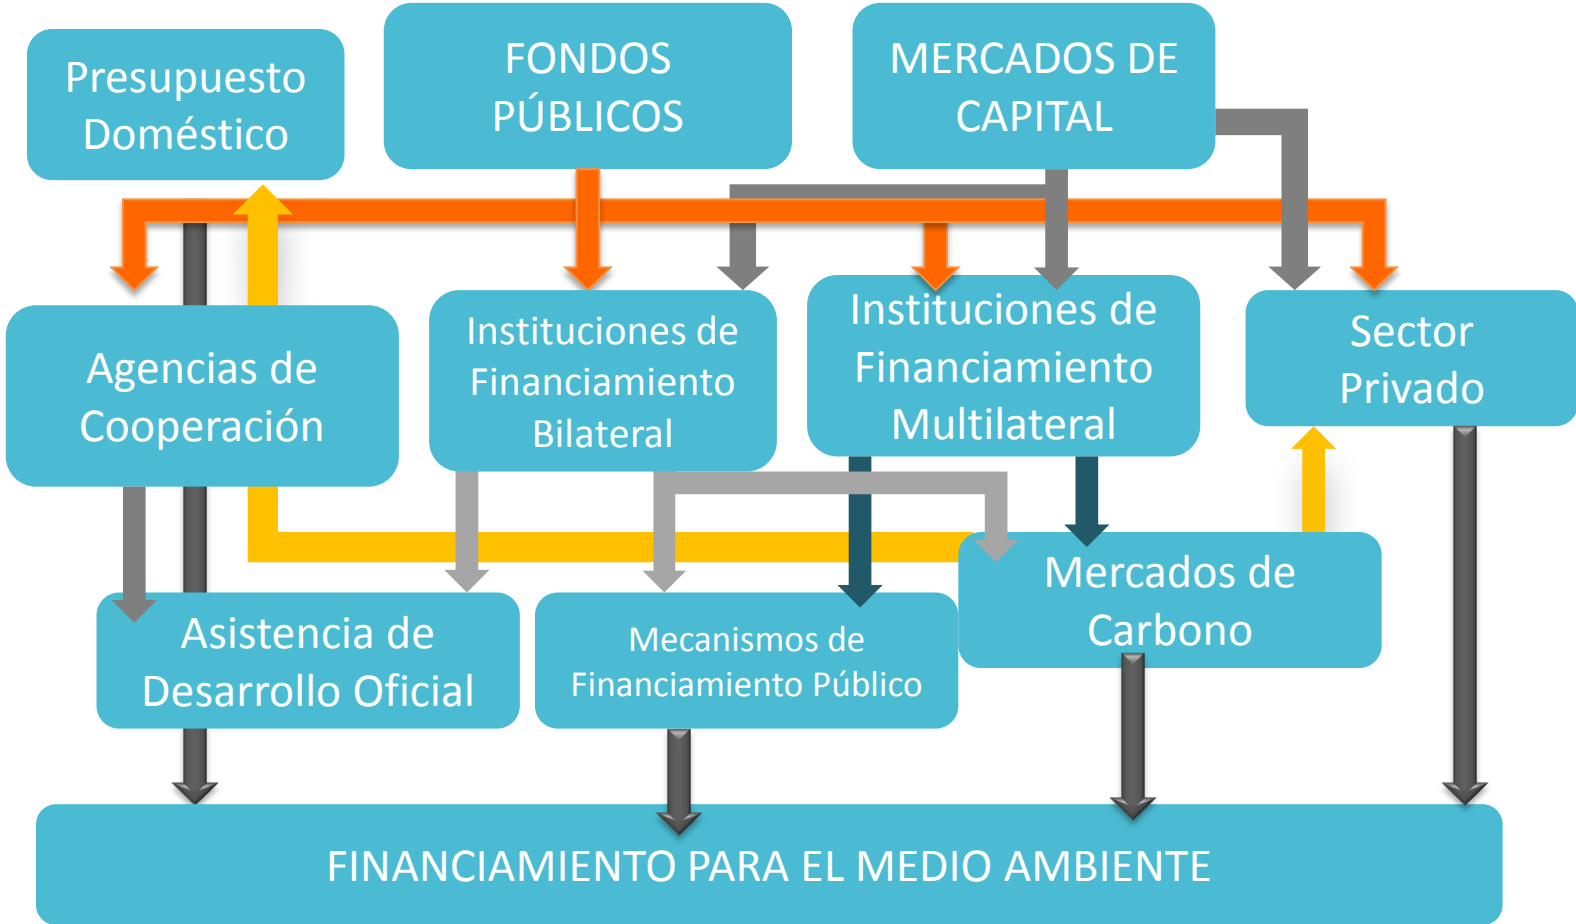 Presupuesto
Doméstico
FONDOS
PÚBLICOS
MERCADOS DE
CAPITAL
Agencias de
Cooperación
Instituciones de
Financiamiento
Bilateral
Instituciones de
Financiamiento
Multilateral
Sector
Privado
Asistencia de
Desarrollo Oficial
Mecanismos de
Financiamiento Público
Mercados de
Carbono
FINANCIAMIENTO PARA EL MEDIO AMBIENTE